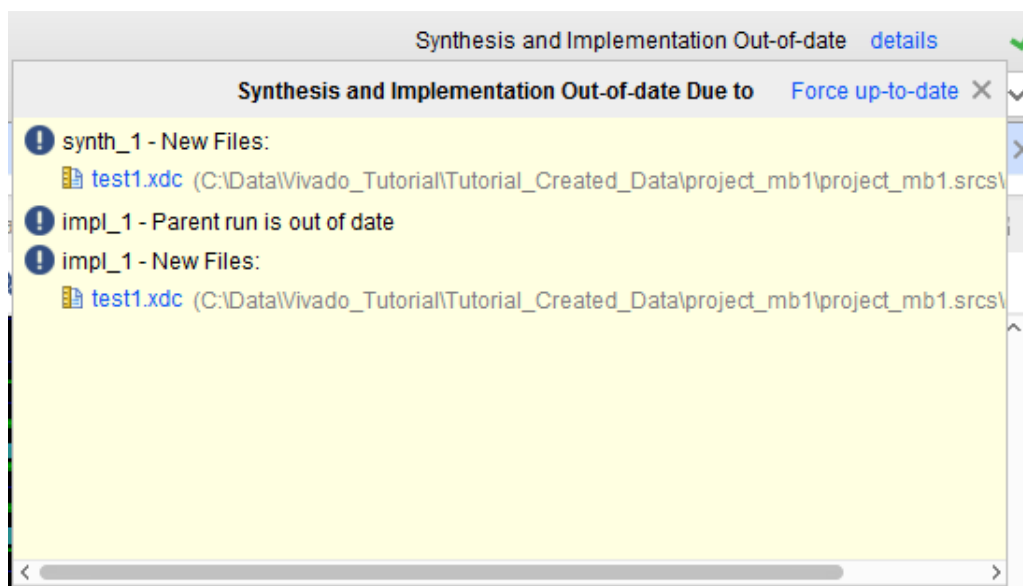 Synthesis and Implementation Out-of-date details
Synthesis and Implementation Out-of-date Due to Force up-to-date
synth_1 - New Files:
test1.xdc (C:\Data\Vivado_Tutorial\Tutorial_Created_Data\project_mb1\project_mb1.srcs\
impl_1 - Parent run is out of date
impl_1 - New Files:
test1.xdc (C:\Data\Vivado_Tutorial\Tutorial_Created_Data\project_mb1\project_mb1.srcs\